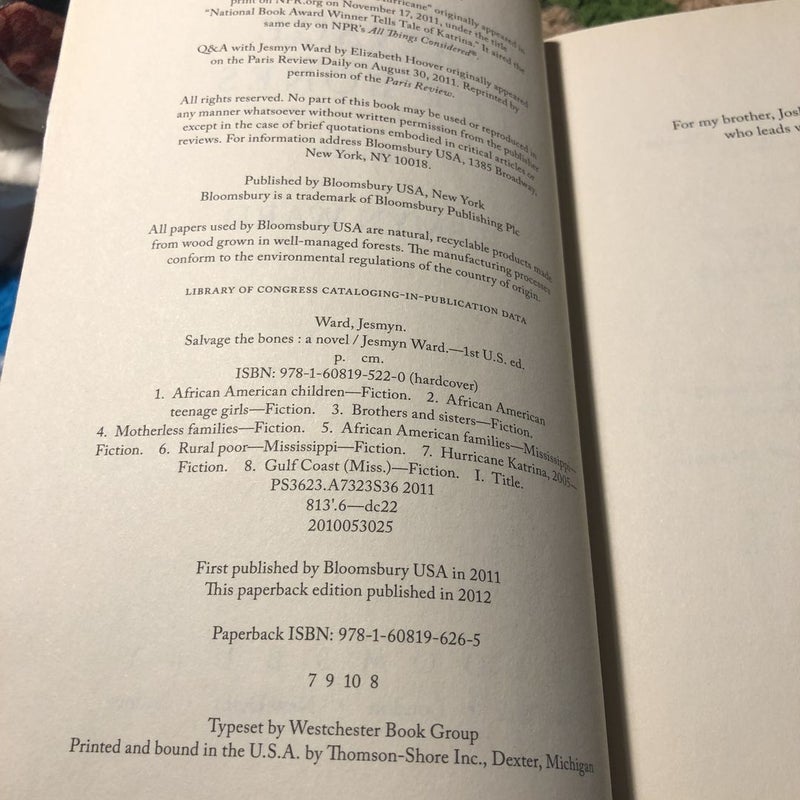 print on NPR.org on November 17, 2011, under the title
"National Book Award Winner Tells Tale of Katrina." It aired the
same day on NPR's All Things Considered®.
Q&A with Jesmyn Ward by Elizabeth Hoover originally appeared
on the Paris Review Daily on August 30, 2011. Reprinted by
permission of the Paris Review.
All rights reserved. No part of this book may be used or reproduced in
any manner whatsoever without written permission from the publisher
except in the case of brief quotations embodied in critical articles or
reviews. For information address Bloomsbury USA, 1385 Broadway,
New York, NY 10018.
Published by Bloomsbury USA, New York
Bloomsbury is a trademark of Bloomsbury Publishing Plc
All papers used by Bloomsbury USA are natural, recyclable products made
from wood grown in well-managed forests. The manufacturing processes
conform to the environmental regulations of the country of origin.
LIBRARY OF CONGRESS CATALOGING-IN-PUBLICATION DATA
Ward, Jesmyn.
Salvage the bones : a novel / Jesmyn Ward.—1st U.S. ed.
p. cm.
ISBN: 978-1-60819-522-0 (hardcover)
1. African American children—Fiction. 2. African American
teenage girls—Fiction. 3. Brothers and sisters—Fiction.
4. Motherless families—Fiction. 5. African American families—Mississippi—
Fiction. 6. Rural poor—Mississippi—Fiction. 7. Hurricane Katrina, 2005—
Fiction. 8. Gulf Coast (Miss.)—Fiction. I. Title.
PS3623.A7323S36 2011
813'.6—dc22
2010053025
First published by Bloomsbury USA in 2011
This paperback edition published in 2012
Paperback ISBN: 978-1-60819-626-5
7 9 10 8
Typeset by Westchester Book Group
Printed and bound in the U.S.A. by Thomson-Shore Inc., Dexter, Michigan
For my brother, Josh
who leads